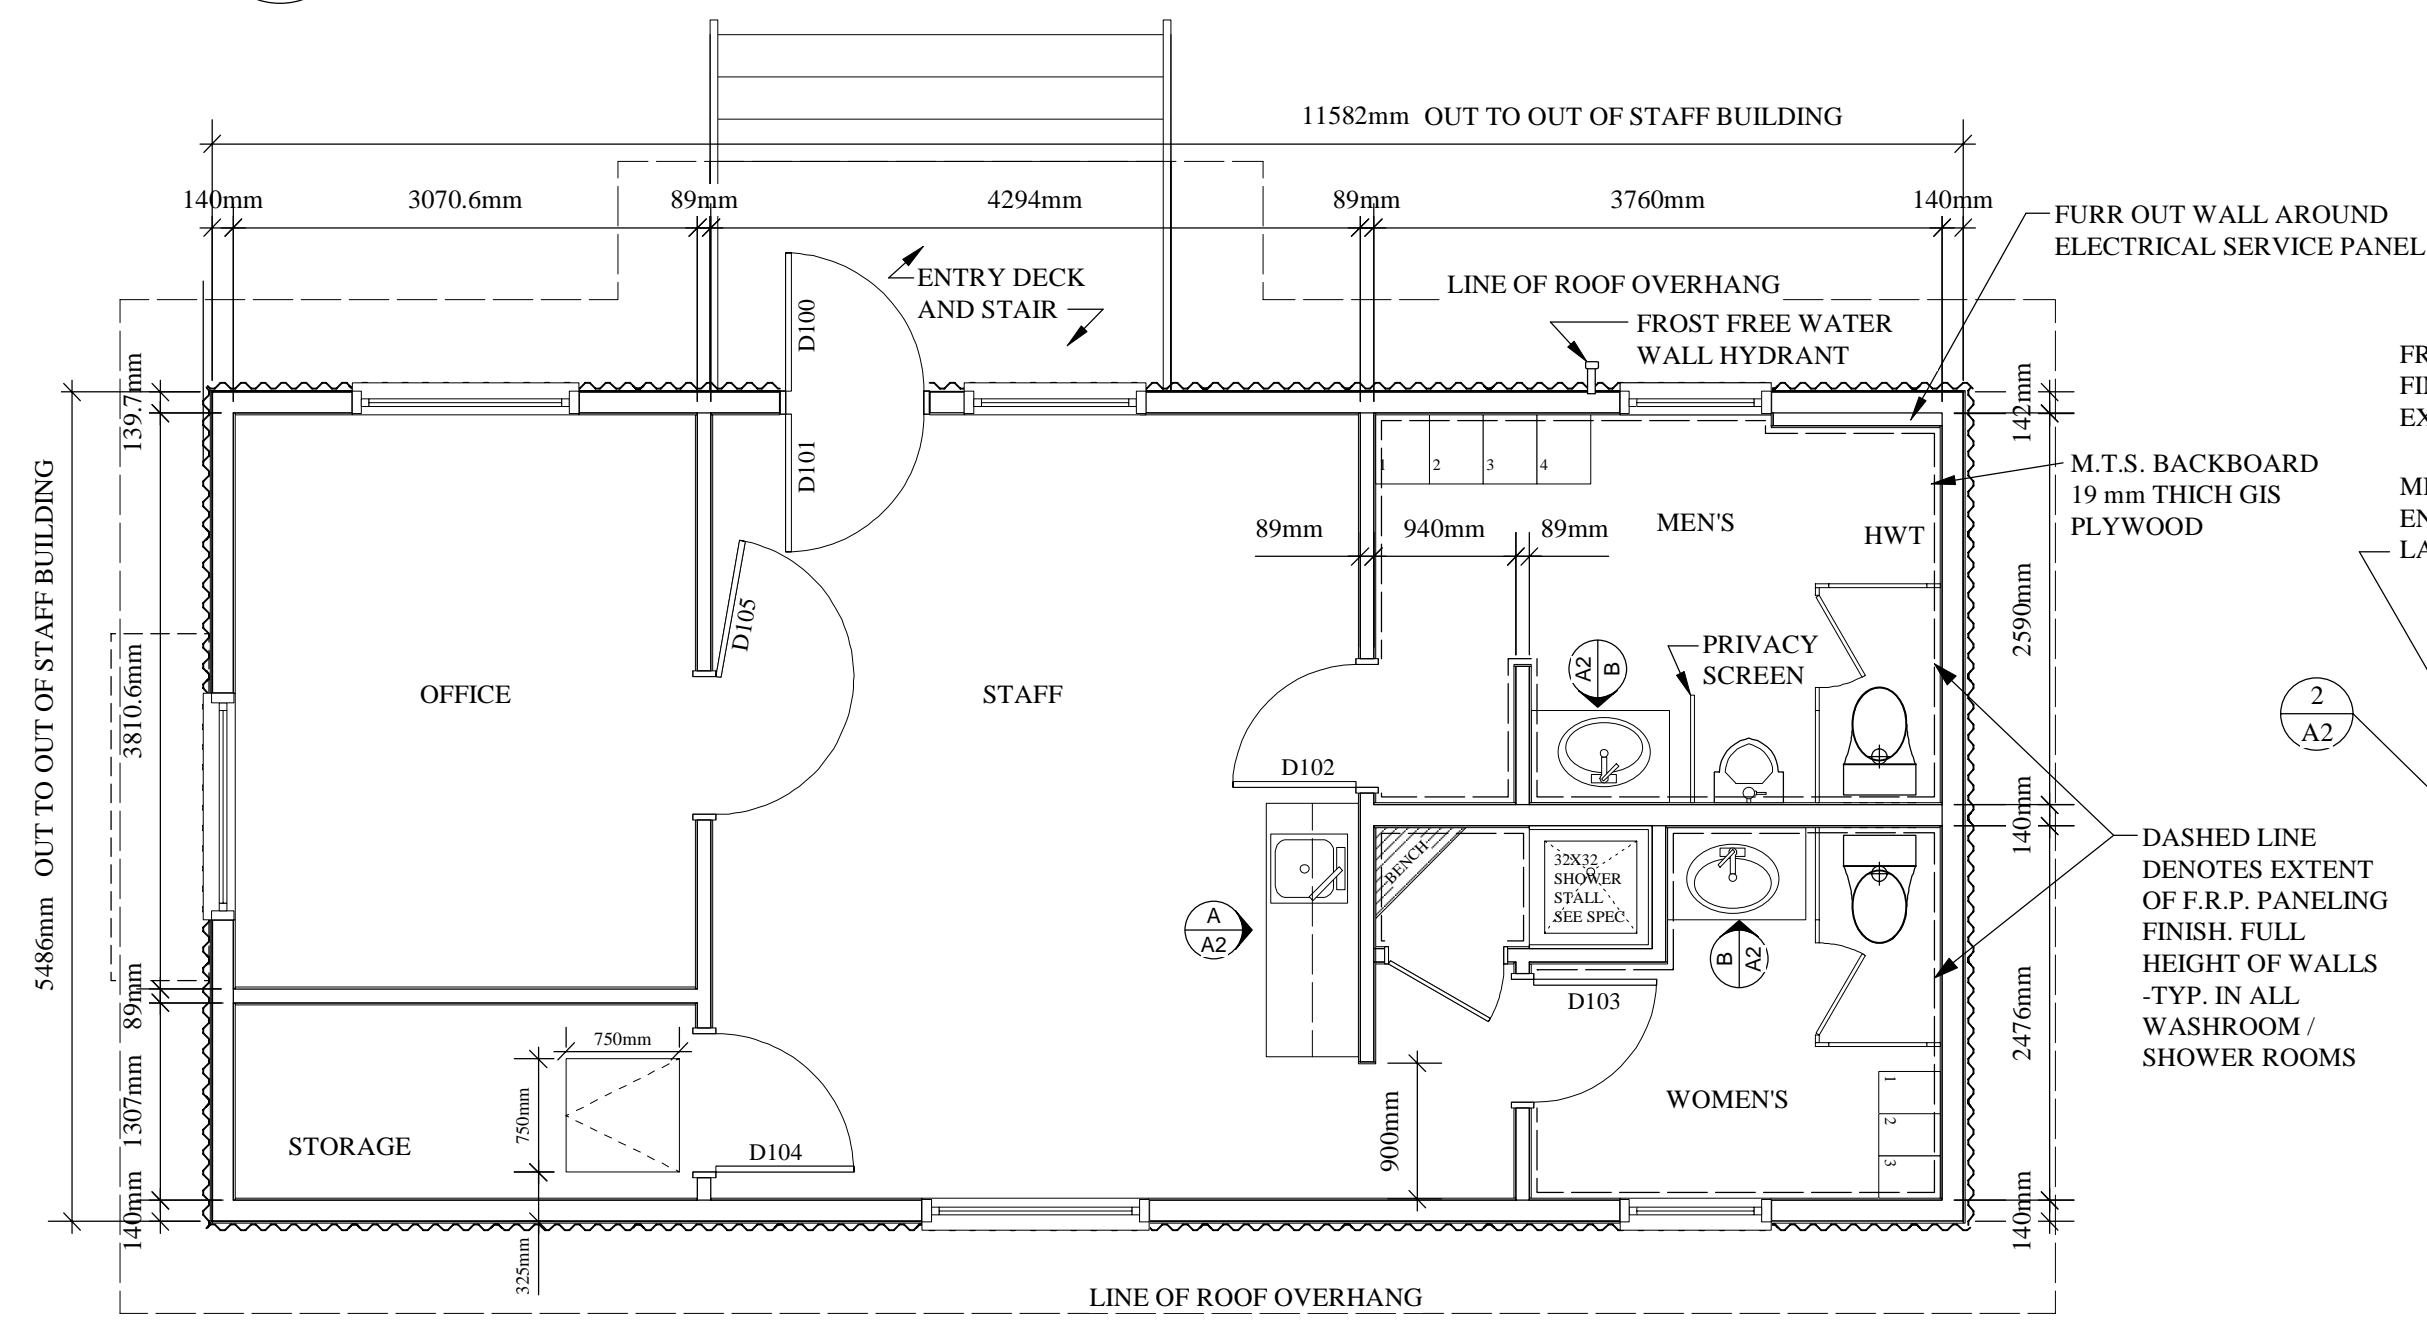 11582mm OUT TO OUT OF STAFF BUILDING
140mm
3070.6mm
89mm
4294mm
89mm
3760mm
140mm
FURR OUT WALL AROUND
ELECTRICAL SERVICE PANEL
ENTRY DECK
AND STAIR
LINE OF ROOF OVERHANG
FROST FREE WATER
WALL HYDRANT
D100
D101
139.7mm
142mm
FR
FI
EX
M.T.S. BACKBOARD
19 mm THICH GIS
PLYWOOD
1
2
3
4
89mm
940mm
89mm
MEN'S
HWT
EN
LA
5486mm OUT TO OUT OF STAFF BUILDING
3810.6mm
2590mm
D105
OFFICE
STAFF
A2
B
PRIVACY
SCREEN
2
A2
D102
140mm
DASHED LINE
DENOTES EXTENT
OF F.R.P. PANELING
FINISH. FULL
HEIGHT OF WALLS
-TYP. IN ALL
WASHROOM /
SHOWER ROOMS
BENCH
32X32
SHOWER
STALL
SEE SPEC
A
A2
B
A2
D103
89mm
2476mm
750mm
750mm
1307mm
STORAGE
D104
900mm
WOMEN'S
1
2
3
140mm
325mm
140mm
LINE OF ROOF OVERHANG